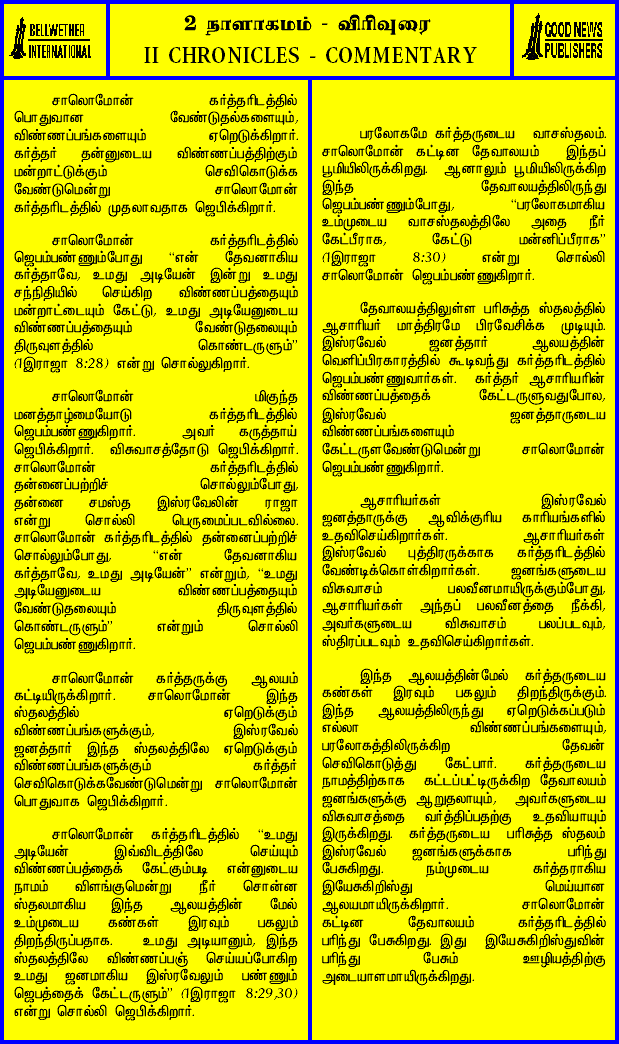 BELLWETHER
INTERNATIONAL
2 நாளாகமம் - விரிவுரை
II CHRONICLES - COMMENTARY
GOOD NEWS
PUBLISHERS
சாலொமோன் கர்த்தரிடத்தில்
பொதுவான வேண்டுதல்களையும்,
விண்ணப்பங்களையும் ஏறெடுக்கிறார்.
கர்த்தர் தன்னுடைய விண்ணப்பத்திற்கும்
மன்றாட்டுக்கும் செவிகொடுக்க
வேண்டுமென்று சாலொமோன்
கர்த்தரிடத்தில் முதலாவதாக ஜெபிக்கிறார்.
சாலொமோன் கர்த்தரிடத்தில்
ஜெபம்பண்ணும்போது “என் தேவனாகிய
கர்த்தாவே, உமது அடியேன் இன்று உமது
சந்நிதியில் செய்கிற விண்ணப்பத்தையும்
மன்றாட்டையும் கேட்டு, உமது அடியேனுடைய
விண்ணப்பத்தையும் வேண்டுதலையும்
திருவுளத்தில் கொண்டருளும்”
(1இராஜா 8:28) என்று சொல்லுகிறார்.
சாலொமோன் மிகுந்த
மனத்தாழ்மையோடு கர்த்தரிடத்தில்
ஜெபம்பண்ணுகிறார். அவர் கருத்தாய்
ஜெபிக்கிறார். விசுவாசத்தோடு ஜெபிக்கிறார்.
சாலொமோன் கர்த்தரிடத்தில்
தன்னைப்பற்றிச் சொல்லும்போது,
தன்னை சமஸ்த இஸ்ரவேலின் ராஜா
என்று சொல்லி பெருமைப்படவில்லை.
சாலொமோன் கர்த்தரிடத்தில் தன்னைப்பற்றிச்
சொல்லும்போது, “என் தேவனாகிய
கர்த்தாவே, உமது அடியேன்” என்றும், “உமது
அடியேனுடைய விண்ணப்பத்தையும்
வேண்டுதலையும் திருவுளத்தில்
கொண்டருளும்” என்றும் சொல்லி
ஜெபம்பண்ணுகிறார்.
சாலொமோன் கர்த்தருக்கு ஆலயம்
கட்டியிருக்கிறார். சாலொமோன் இந்த
ஸ்தலத்தில் ஏறெடுக்கும்
விண்ணப்பங்களுக்கும், இஸ்ரவேல்
ஜனத்தார் இந்த ஸ்தலத்திலே ஏறெடுக்கும்
விண்ணப்பங்களுக்கும் கர்த்தர்
செவிகொடுக்கவேண்டுமென்று சாலொமோன்
பொதுவாக ஜெபிக்கிறார்.
சாலொமோன் கர்த்தரிடத்தில் “உமது
அடியேன் இவ்விடத்திலே செய்யும்
விண்ணப்பத்தைக் கேட்கும்படி என்னுடைய
நாமம் விளங்குமென்று நீர் சொன்ன
ஸ்தலமாகிய இந்த ஆலயத்தின் மேல்
உம்முடைய கண்கள் இரவும் பகலும்
திறந்திருப்பதாக. உமது அடியானும், இந்த
ஸ்தலத்திலே விண்ணப்பஞ் செய்யப்போகிற
உமது ஜனமாகிய இஸ்ரவேலும் பண்ணும்
ஜெபத்தைக் கேட்டருளும்” (1இராஜா 8:29,30)
என்று சொல்லி ஜெபிக்கிறார்.
பரலோகமே கர்த்தருடைய வாசஸ்தலம்.
சாலொமோன் கட்டின தேவாலயம் இந்தப்
பூமியிலிருக்கிறது. ஆனாலும் பூமியிலிருக்கிற
இந்த தேவாலயத்திலிருந்து
ஜெபம்பண்ணும்போது, “பரலோகமாகிய
உம்முடைய வாசஸ்தலத்திலே அதை நீர்
கேட்பீராக, கேட்டு மன்னிப்பீராக”
(1இராஜா 8:30) என்று சொல்லி
சாலொமோன் ஜெபம்பண்ணுகிறார்.
தேவாலயத்திலுள்ள பரிசுத்த ஸ்தலத்தில்
ஆசாரியர் மாத்திரமே பிரவேசிக்க முடியும்.
இஸ்ரவேல் ஜனத்தார் ஆலயத்தின்
வெளிப்பிரகாரத்தில் கூடிவந்து கர்த்தரிடத்தில்
ஜெபம்பண்ணுவார்கள். கர்த்தர் ஆசாரியரின்
விண்ணப்பத்தைக் கேட்டருளுவதுபோல,
இஸ்ரவேல் ஜனத்தாருடைய
விண்ணப்பங்களையும்
கேட்டருளவேண்டுமென்று சாலொமோன்
ஜெபம்பண்ணுகிறார்.
ஆசாரியர்கள் இஸ்ரவேல்
ஜனத்தாருக்கு ஆவிக்குரிய காரியங்களில்
உதவிசெய்கிறார்கள். ஆசாரியர்கள்
இஸ்ரவேல் புத்திரருக்காக கர்த்தரிடத்தில்
வேண்டிக்கொள்கிறார்கள். ஜனங்களுடைய
விசுவாசம் பலவீனமாயிருக்கும்போது,
ஆசாரியர்கள் அந்தப் பலவீனத்தை நீக்கி,
அவர்களுடைய விசுவாசம் பலப்படவும்,
ஸ்திரப்படவும் உதவிசெய்கிறார்கள்.
இந்த ஆலயத்தின்மேல் கர்த்தருடைய
கண்கள் இரவும் பகலும் திறந்திருக்கும்.
இந்த ஆலயத்திலிருந்து ஏறெடுக்கப்படும்
எல்லா விண்ணப்பங்களையும்,
பரலோகத்திலிருக்கிற தேவன்
செவிகொடுத்து கேட்பார். கர்த்தருடைய
நாமத்திற்காக கட்டப்பட்டிருக்கிற தேவாலயம்
ஜனங்களுக்கு ஆறுதலாயும், அவர்களுடைய
விசுவாசத்தை வர்த்திப்பதற்கு உதவியாயும்
இருக்கிறது. கர்த்தருடைய பரிசுத்த ஸ்தலம்
இஸ்ரவேல் ஜனங்களுக்காக பரிந்து
பேசுகிறது. நம்முடைய கர்த்தராகிய
இயேசுகிறிஸ்து மெய்யான
ஆலயமாயிருக்கிறார். சாலொமோன்
கட்டின தேவாலயம் கர்த்தரிடத்தில்
பரிந்து பேசுகிறது. இது இயேசுகிறிஸ்துவின்
பரிந்து பேசும் ஊழியத்திற்கு
அடையாளமாயிருக்கிறது.